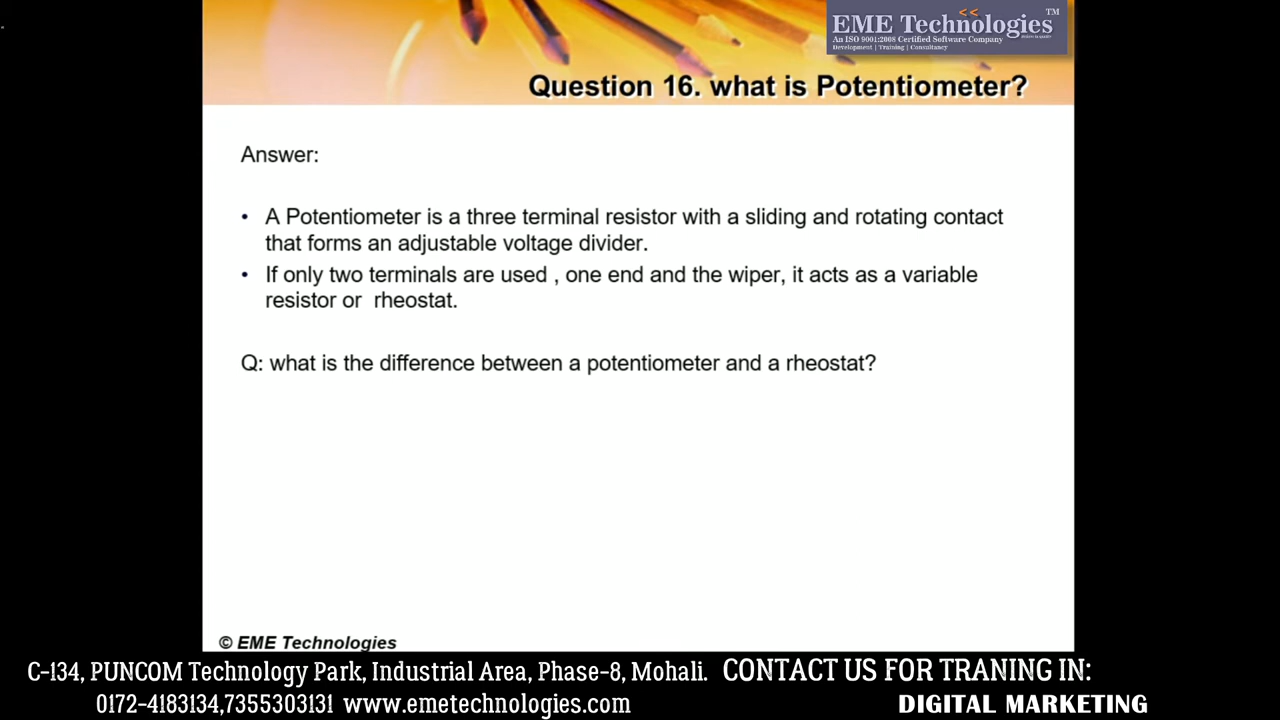 EME Technologies
TM
An ISO 9001:2008 Certified Software Company
Development | Training | Consultancy
Question 16. what is Potentiometer?
Answer:
• A Potentiometer is a three terminal resistor with a sliding and rotating contact
that forms an adjustable voltage divider.
• If only two terminals are used , one end and the wiper, it acts as a variable
resistor or rheostat.
Q: what is the difference between a potentiometer and a rheostat?
© EME Technologies
C-134, PUNCOM Technology Park, Industrial Area, Phase-8, Mohali. CONTACT US FOR TRANING IN:
0172-4183134,7355303131 www.emetechnologies.com DIGITAL MARKETING